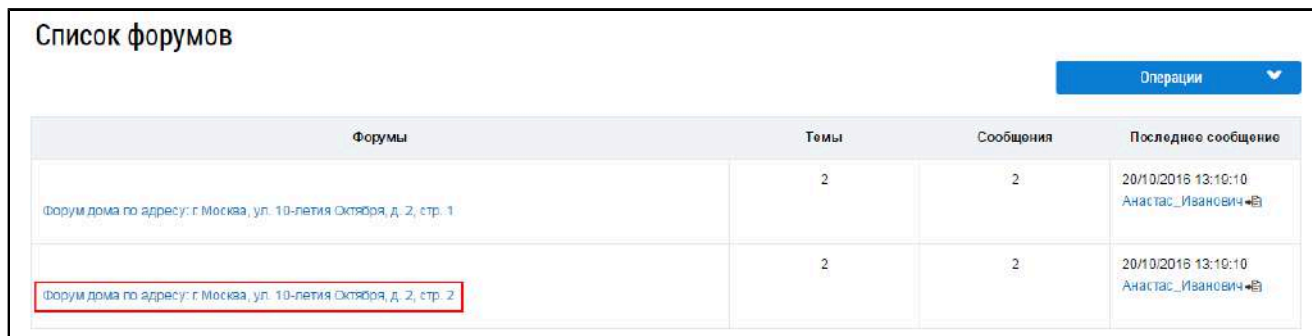 Список форумов
Операции
Форумы Темы Сообщения Последнее сообщение
2 2 20/10/2016 13:19:10
Форум дома по адресу: г. Москва, ул. 10-летия Октября, д. 2, стр. 1 Анастас_Иванович
2 2 20/10/2016 13:19:10
Форум дома по адресу: г. Москва, ул. 10-летия Октября, д. 2, стр. 2 Анастас_Иванович